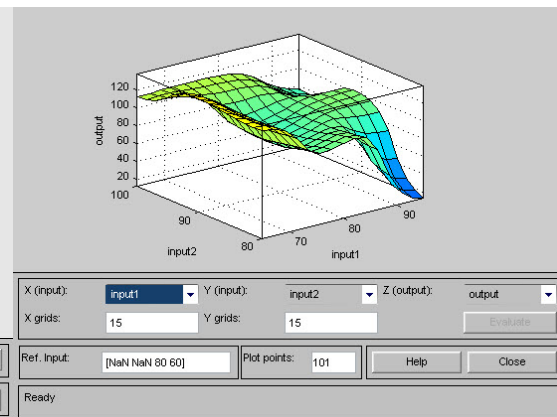 120
100
80
60
40
20
output
100
90
80
input2
70
80
90
input1
X (input):
input1
Y (input):
input2
Z (output):
output
X grids:
15
Y grids:
15
Evaluate
Ref. Input:
[NaN NaN 80 60]
Plot points:
101
Help
Close
Ready